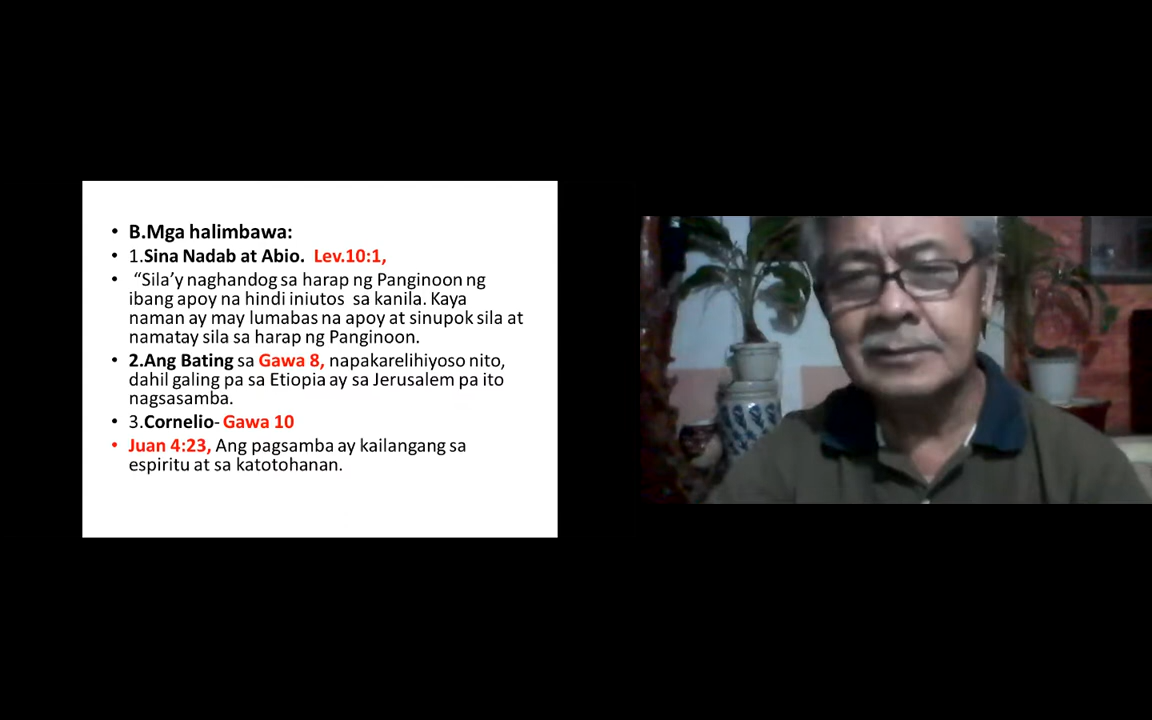 • B.Mga halimbawa:
• 1.Sina Nadab at Abio. Lev.10:1,
• “Sila’y naghandog sa harap ng Panginoon ng
ibang apoy na hindi iniutos sa kanila. Kaya
naman ay may lumabas na apoy at sinupok sila at
namatay sila sa harap ng Panginoon.
• 2.Ang Bating sa Gawa 8, napakarelihiyoso nito,
dahil galing pa sa Etiopia ay sa Jerusalem pa ito
nagsasamba.
• 3.Cornelio- Gawa 10
• Juan 4:23, Ang pagsamba ay kailangang sa
espiritu at sa katotohanan.